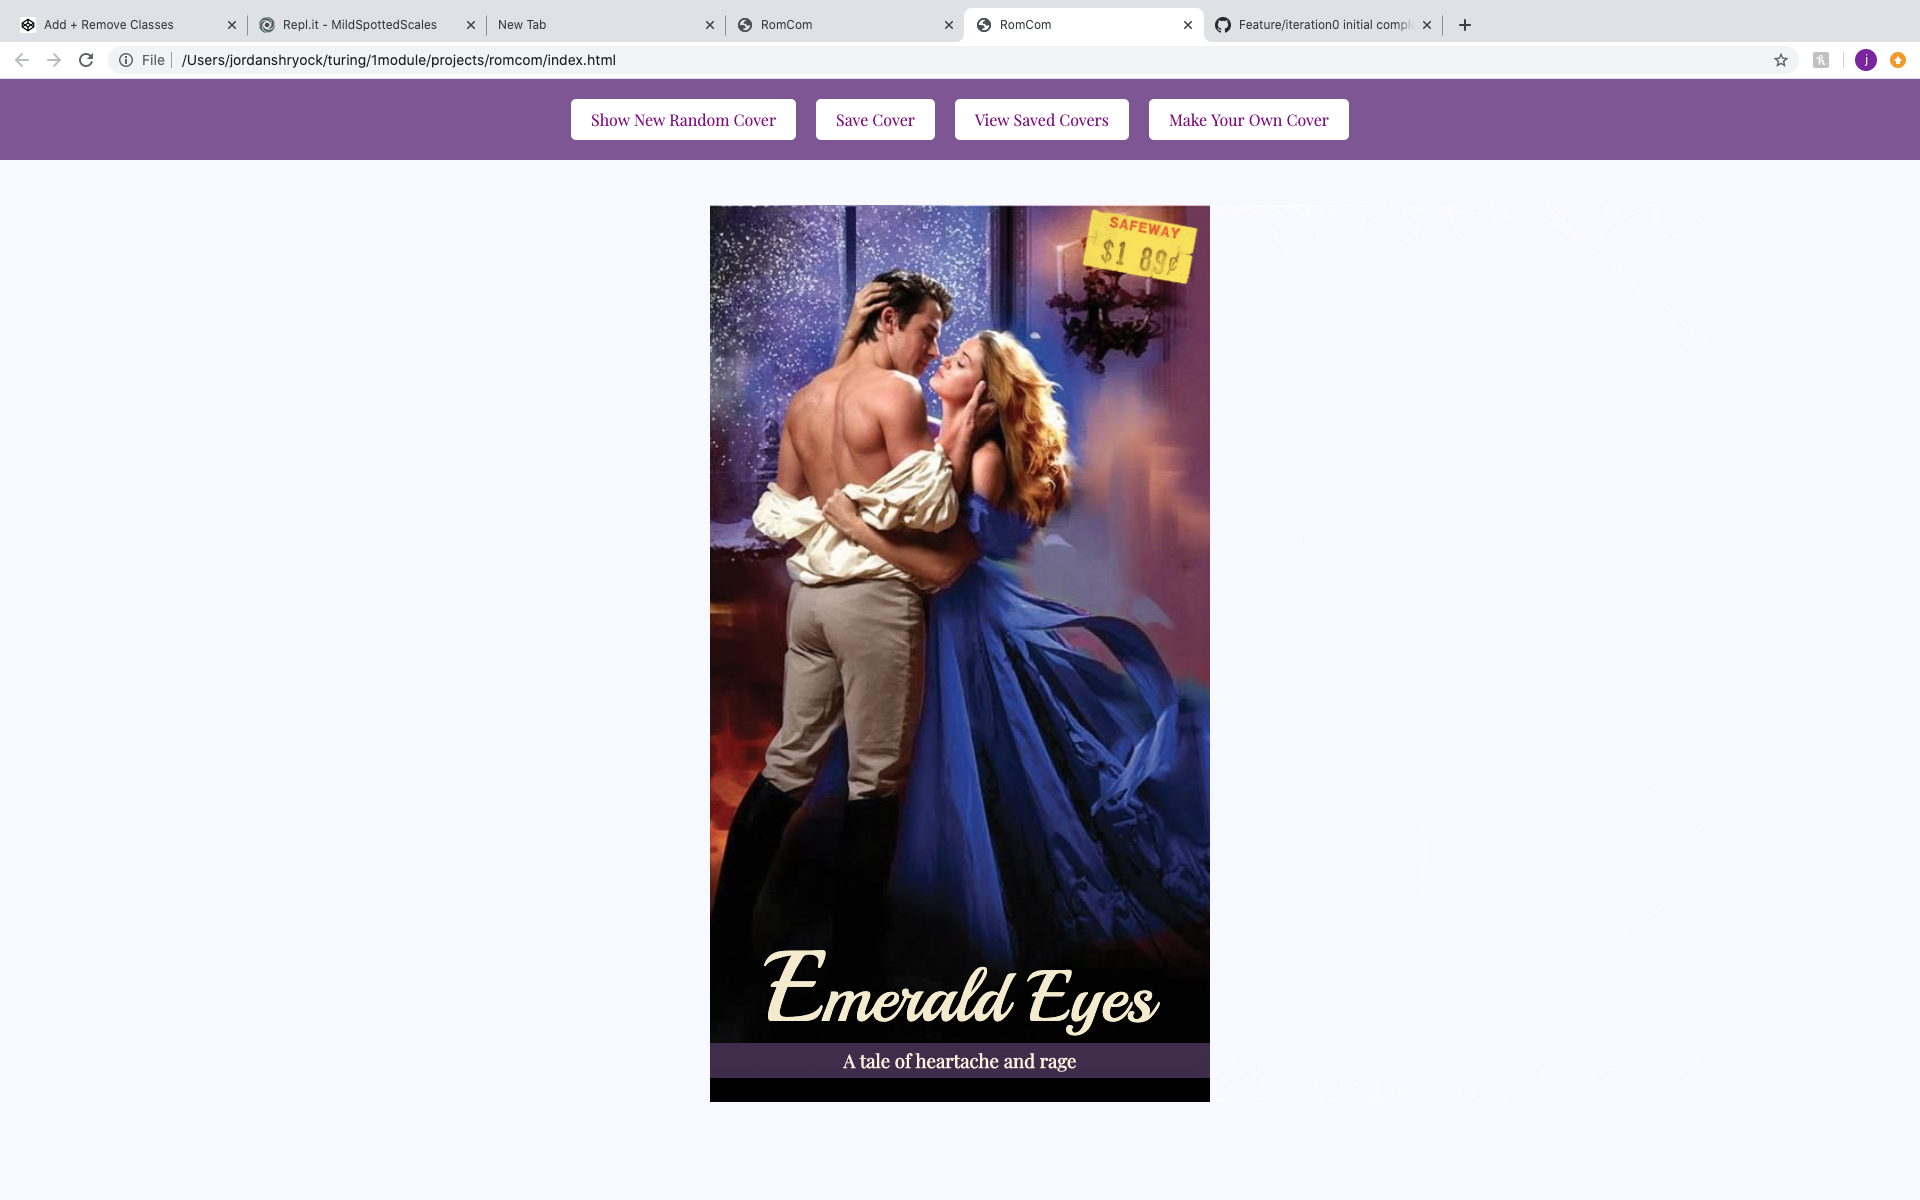 Add + Remove Classes
Repl.it - MildSpottedScales
New Tab
RomCom
RomCom
Feature/iteration0 initial compl
File
/Users/jordanshryock/turing/1module/projects/romcom/index.html
j
Show New Random Cover
Save Cover
View Saved Covers
Make Your Own Cover
SAFEWAY
$1 89¢
Emerald Eyes
A tale of heartache and rage